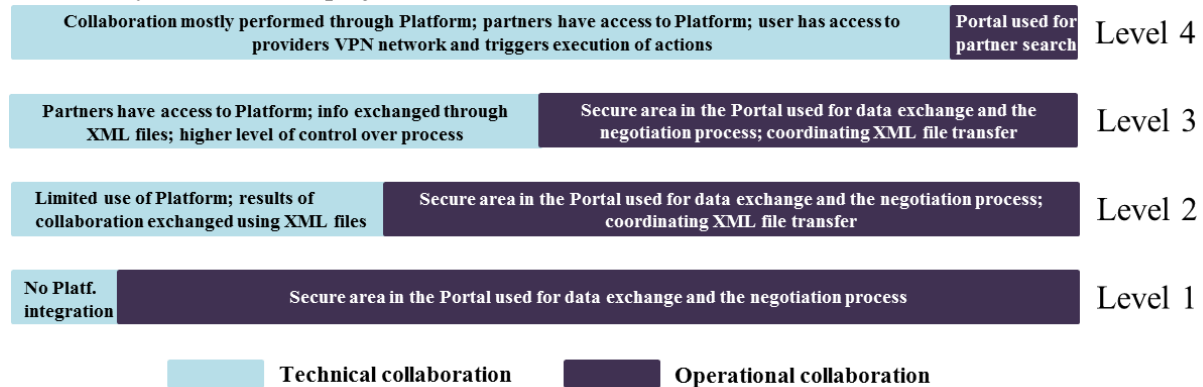 Collaboration mostly performed through Platform; partners have access to Platform; user has access to
providers VPN network and triggers execution of actions
Portal used for
partner search
Level 4
Partners have access to Platform; info exchanged through
XML files; higher level of control over process
Secure area in the Portal used for data exchange and the
negotiation process; coordinating XML file transfer
Level 3
Limited use of Platform; results of
collaboration exchanged using XML files
Secure area in the Portal used for data exchange and the negotiation process;
coordinating XML file transfer
Level 2
No Platf.
integration
Secure area in the Portal used for data exchange and the negotiation process
Level 1
Technical collaboration
Operational collaboration